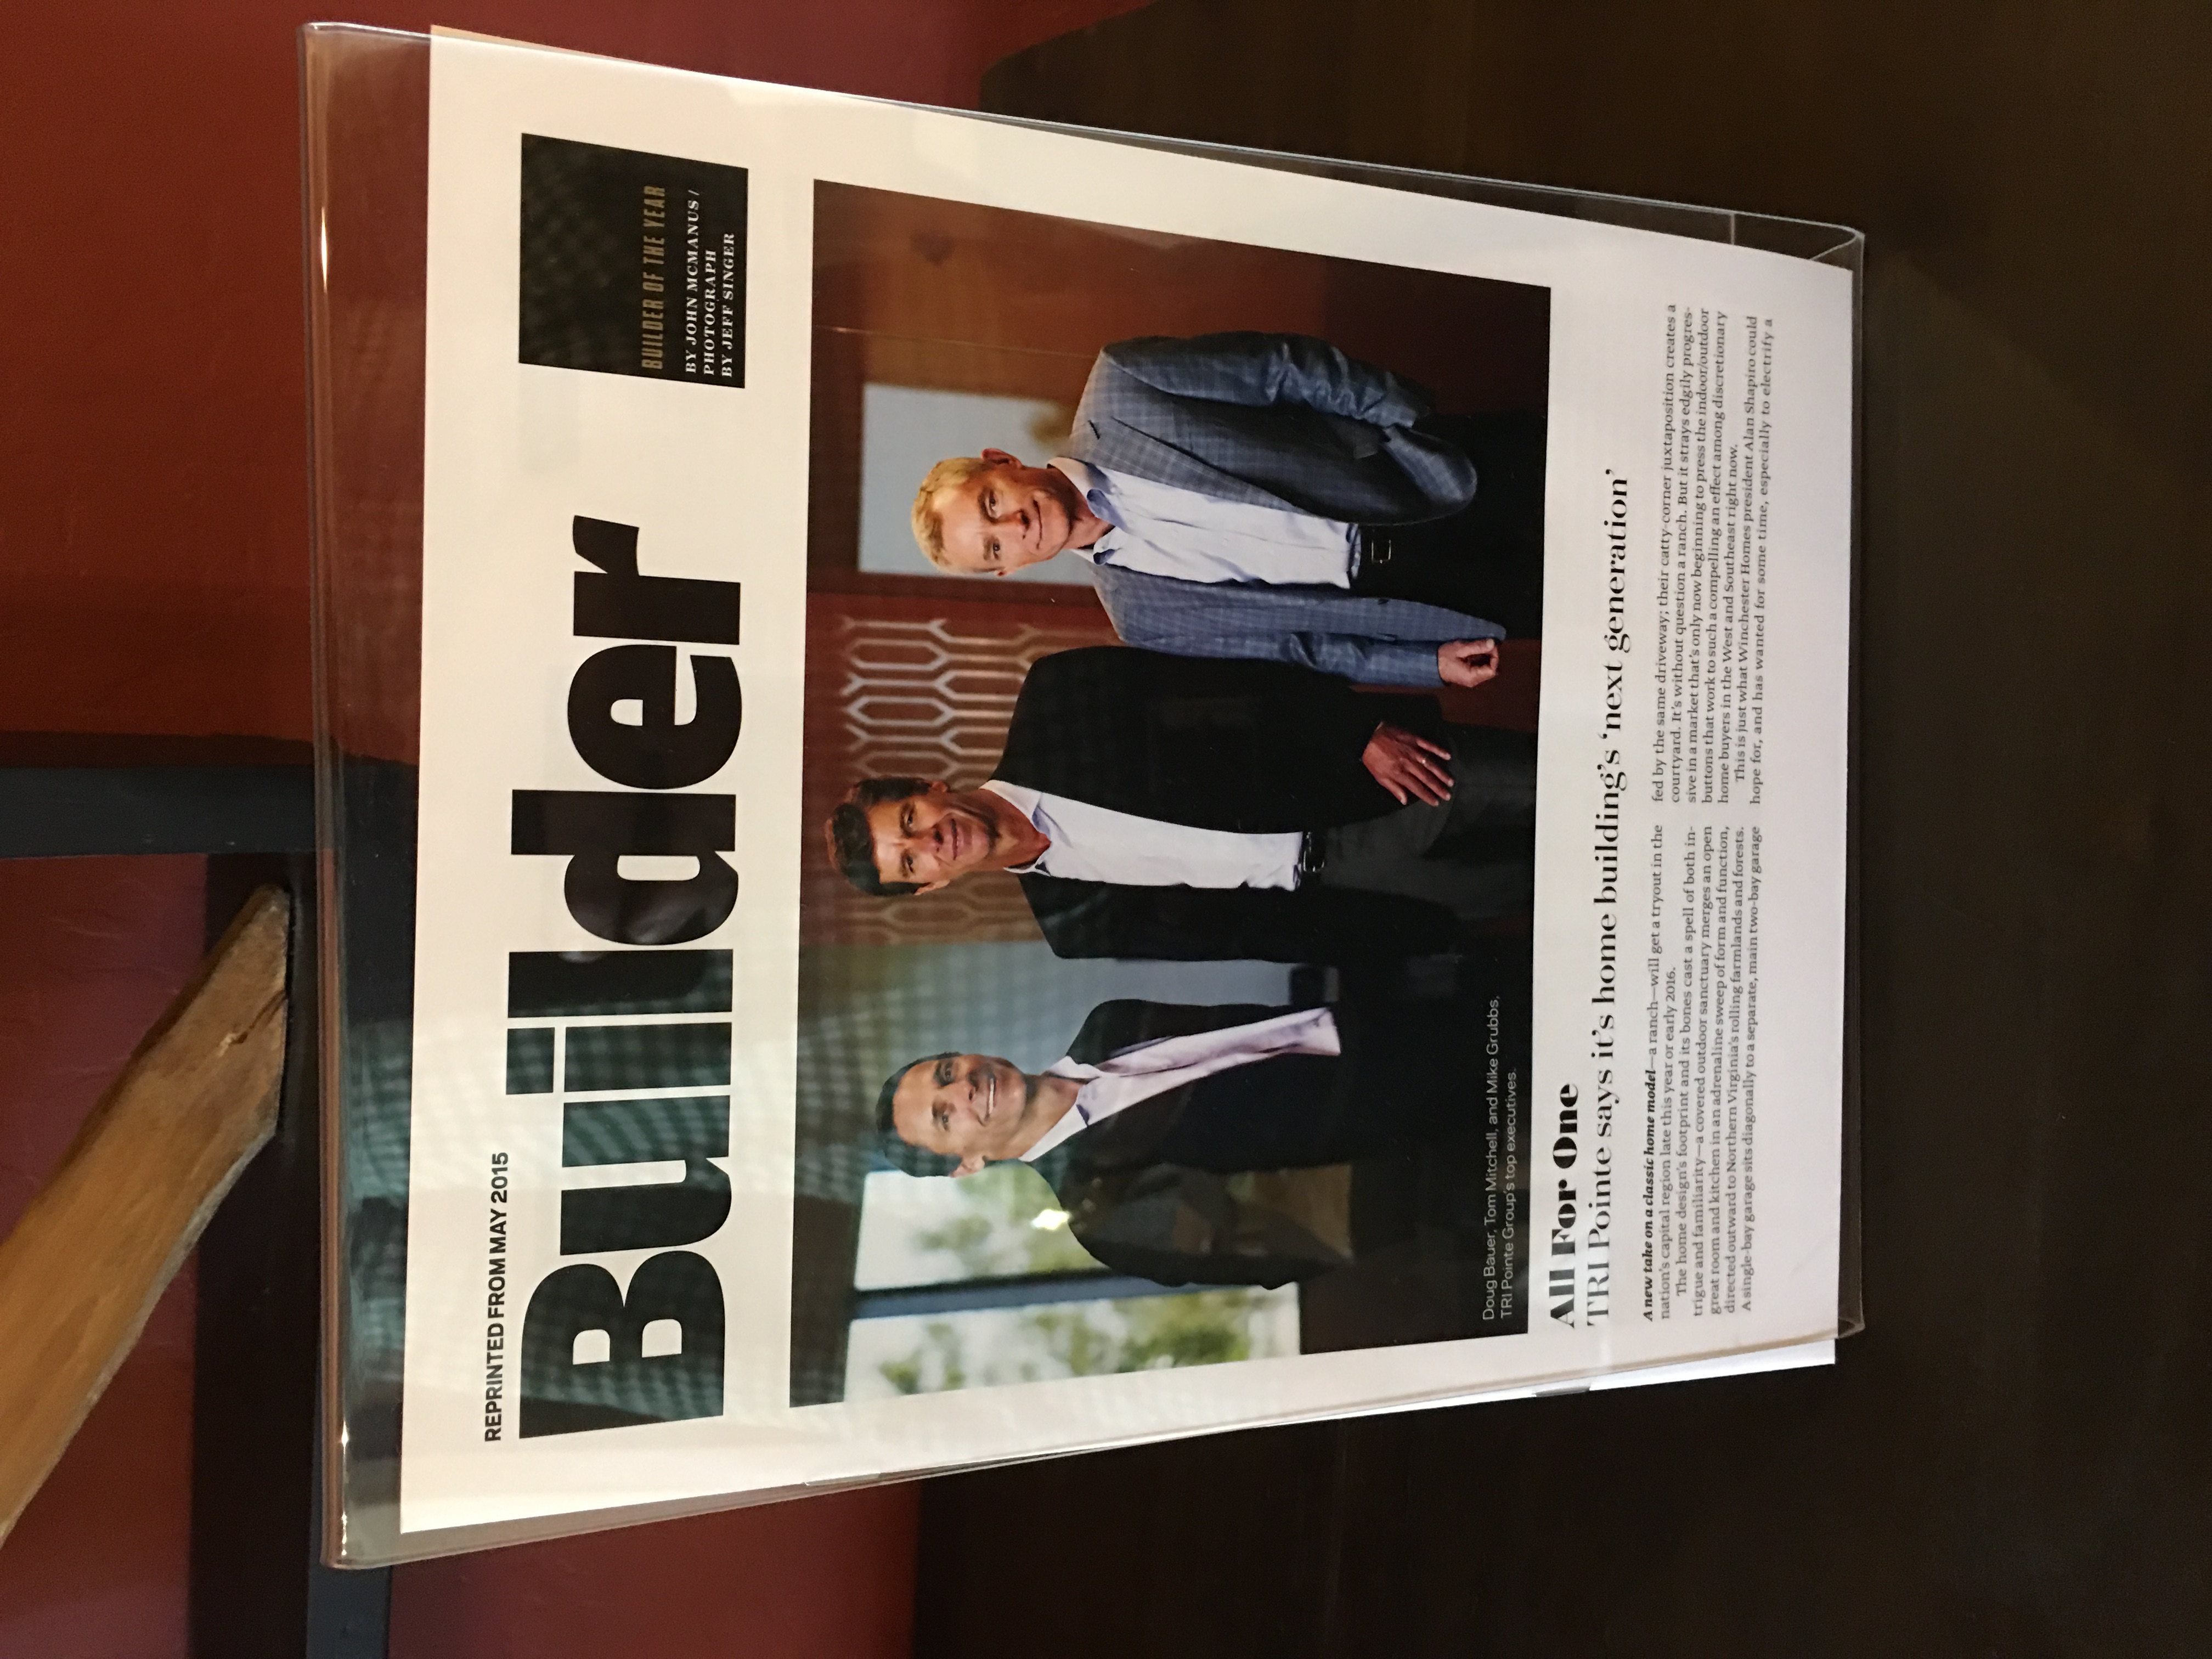 REPRINTED FROM MAY 2015
Builder
BUILDER OF THE YEAR
BY JOHN MCMANUS /
PHOTOGRAPH
BY JEFF SINGER
Doug Bauer, Tom Mitchell, and Mike Grubbs,
TRI Pointe Group's top executives.
All For One
TRI Pointe says it's home building's 'next generation'
A new take on a classic home model—a ranch—will get a tryout in the
nation's capital region late this year or early 2016.
The home design's footprint and its bones cast a spell of both in-
trigue and familiarity—a covered outdoor sanctuary merges an open
great room and kitchen in an adrenaline sweep of form and function,
directed outward to Northern Virginia's rolling farmlands and forests.
A single-bay garage sits diagonally to a separate, main two-bay garage
fed by the same driveway; their catty-corner juxtaposition creates a
courtyard. It's without question a ranch. But it strays edgily progres-
sive in a market that's only now beginning to press the indoor/outdoor
buttons that work to such a compelling an effect among discretionary
home buyers in the West and Southeast right now.
This is just what Winchester Homes president Alan Shapiro could
hope for, and has wanted for some time, especially to electrify a